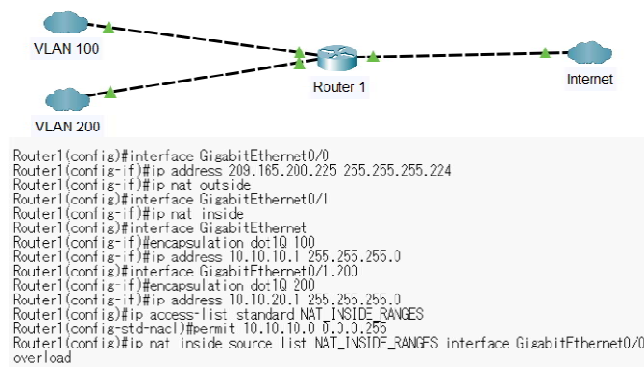 VLAN 100
Router 1
Internet
VLAN 200
Router1(config)#interface GigabitEthernet0/0
Router1(config-if)#ip address 209.165.200.225 255.255.255.224
Router1(config-if)#ip nat outside
Router1(config)#interface GigabitEthernet0/1
Router1(config-if)#ip nat inside
Router1(config)#interface GigabitEthernet
Router1(config-if)#encapsulation dot1Q 100
Router1(config-if)#ip address 10.10.10.1 255.255.255.0
Router1(config)#interface GigabitEthernet0/1.200
Router1(config-if)#encapsulation dot1Q 200
Router1(config-if)#ip address 10.10.20.1 255.255.255.0
Router1(config)#ip access-list standard NAT_INSIDE_RANGES
Router1(config-std-nacl)#permit 10.10.10.0 0.0.0.255
Router1(config)#ip nat inside source list NAT_INSIDE_RANGES interface GigabitEthernet0/0
overload